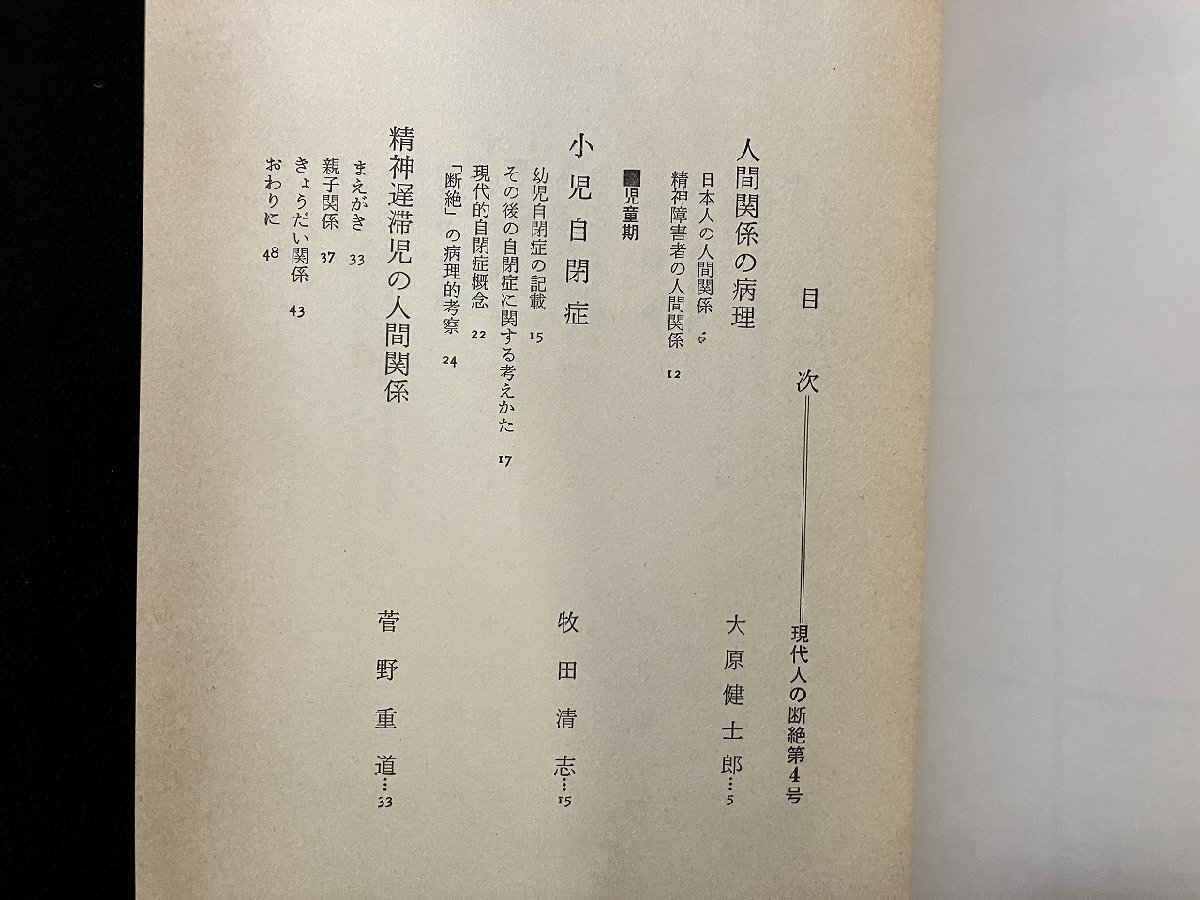 目次　現代人の断絶第4号
人間関係の病理　大原健士郎…5
日本人の人間関係 6
精神障害者の人間関係 12
■児童期
小児自閉症　牧田清志…15
幼児自閉症の記載 15
その後の自閉症に関する考えかた 17
現代的自閉症概念 22
「断絶」の病理的考察 24
精神遅滞児の人間関係　菅野重道…33
まえがき 33
親子関係 37
きょうだい関係 43
おわりに 48